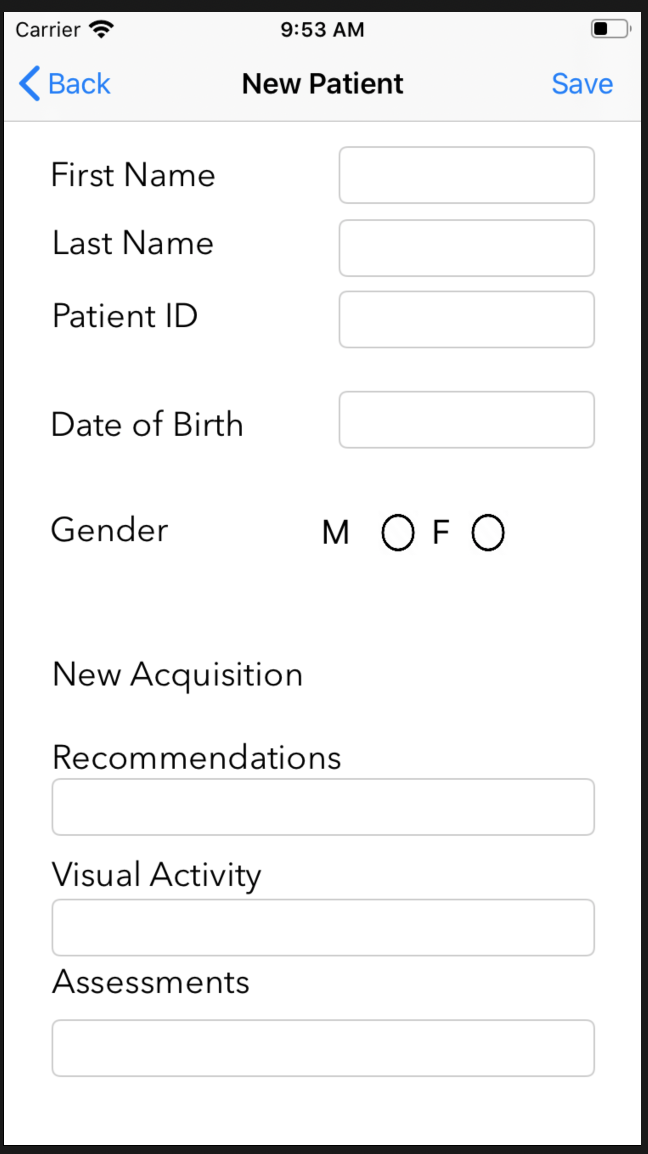 Carrier 9:53 AM
Back New Patient Save
First Name
Last Name
Patient ID
Date of Birth
Gender M F
New Acquisition
Recommendations
Visual Activity
Assessments